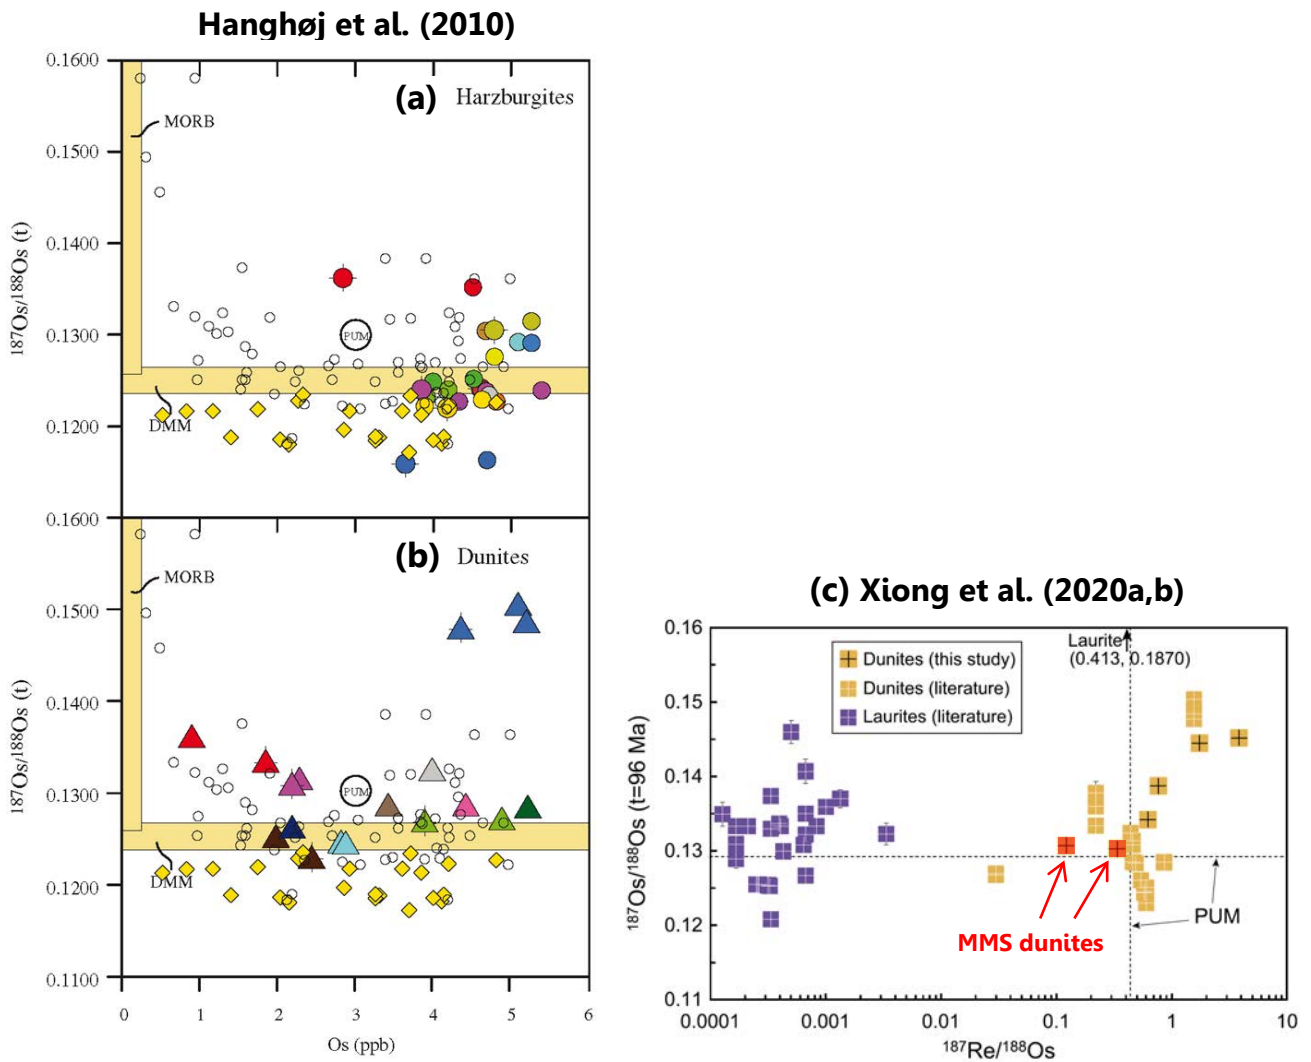 Hanghøj et al. (2010)
0.1600
0.1500
0.1400
0.1300
0.1200
187Os/188Os (t)
(a) Harzburgites
MORB
PUM
DMM
0.1600
0.1500
0.1400
0.1300
0.1200
0.1100
187Os/188Os (t)
(b) Dunites
MORB
PUM
DMM
0 1 2 3 4 5 6
Os (ppb)
(c) Xiong et al. (2020a,b)
0.16
0.15
0.14
0.13
0.12
0.11
187Os/188Os (t=96 Ma)
Dunites (this study)
Dunites (literature)
Laurites (literature)
Laurite
(0.413, 0.1870)
MMS dunites
PUM
0.0001 0.001 0.01 0.1 1 10
187Re/188Os